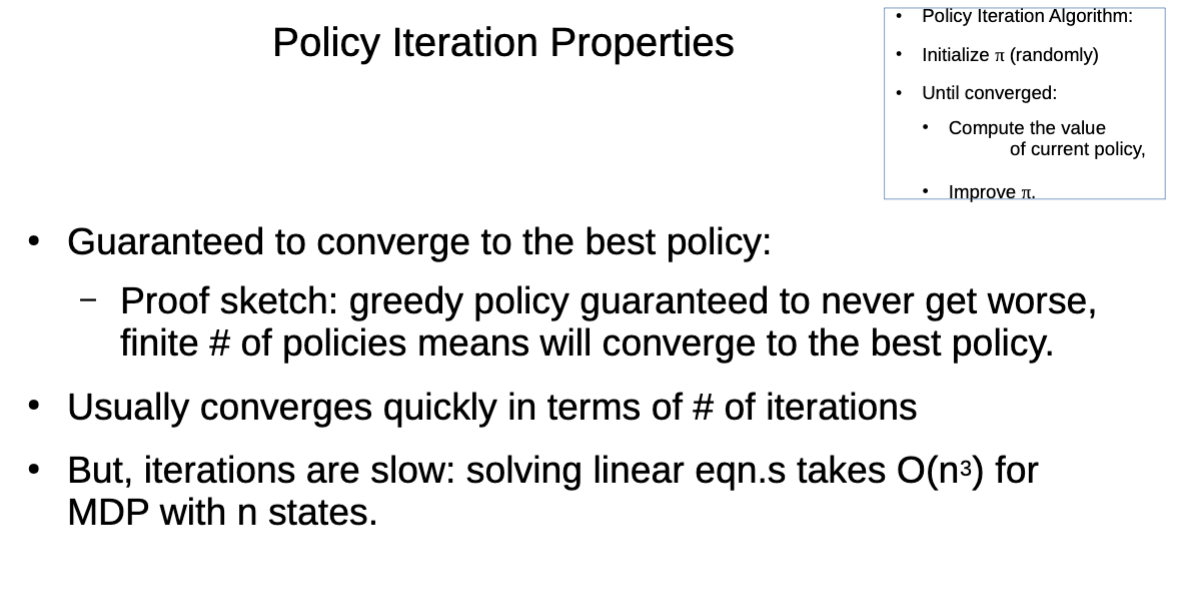 Policy Iteration Properties
• Policy Iteration Algorithm:
• Initialize π (randomly)
• Until converged:
• Compute the value
of current policy,
• Improve π.
• Guaranteed to converge to the best policy:
– Proof sketch: greedy policy guaranteed to never get worse,
finite # of policies means will converge to the best policy.
• Usually converges quickly in terms of # of iterations
• But, iterations are slow: solving linear eqn.s takes O(n³) for
MDP with n states.